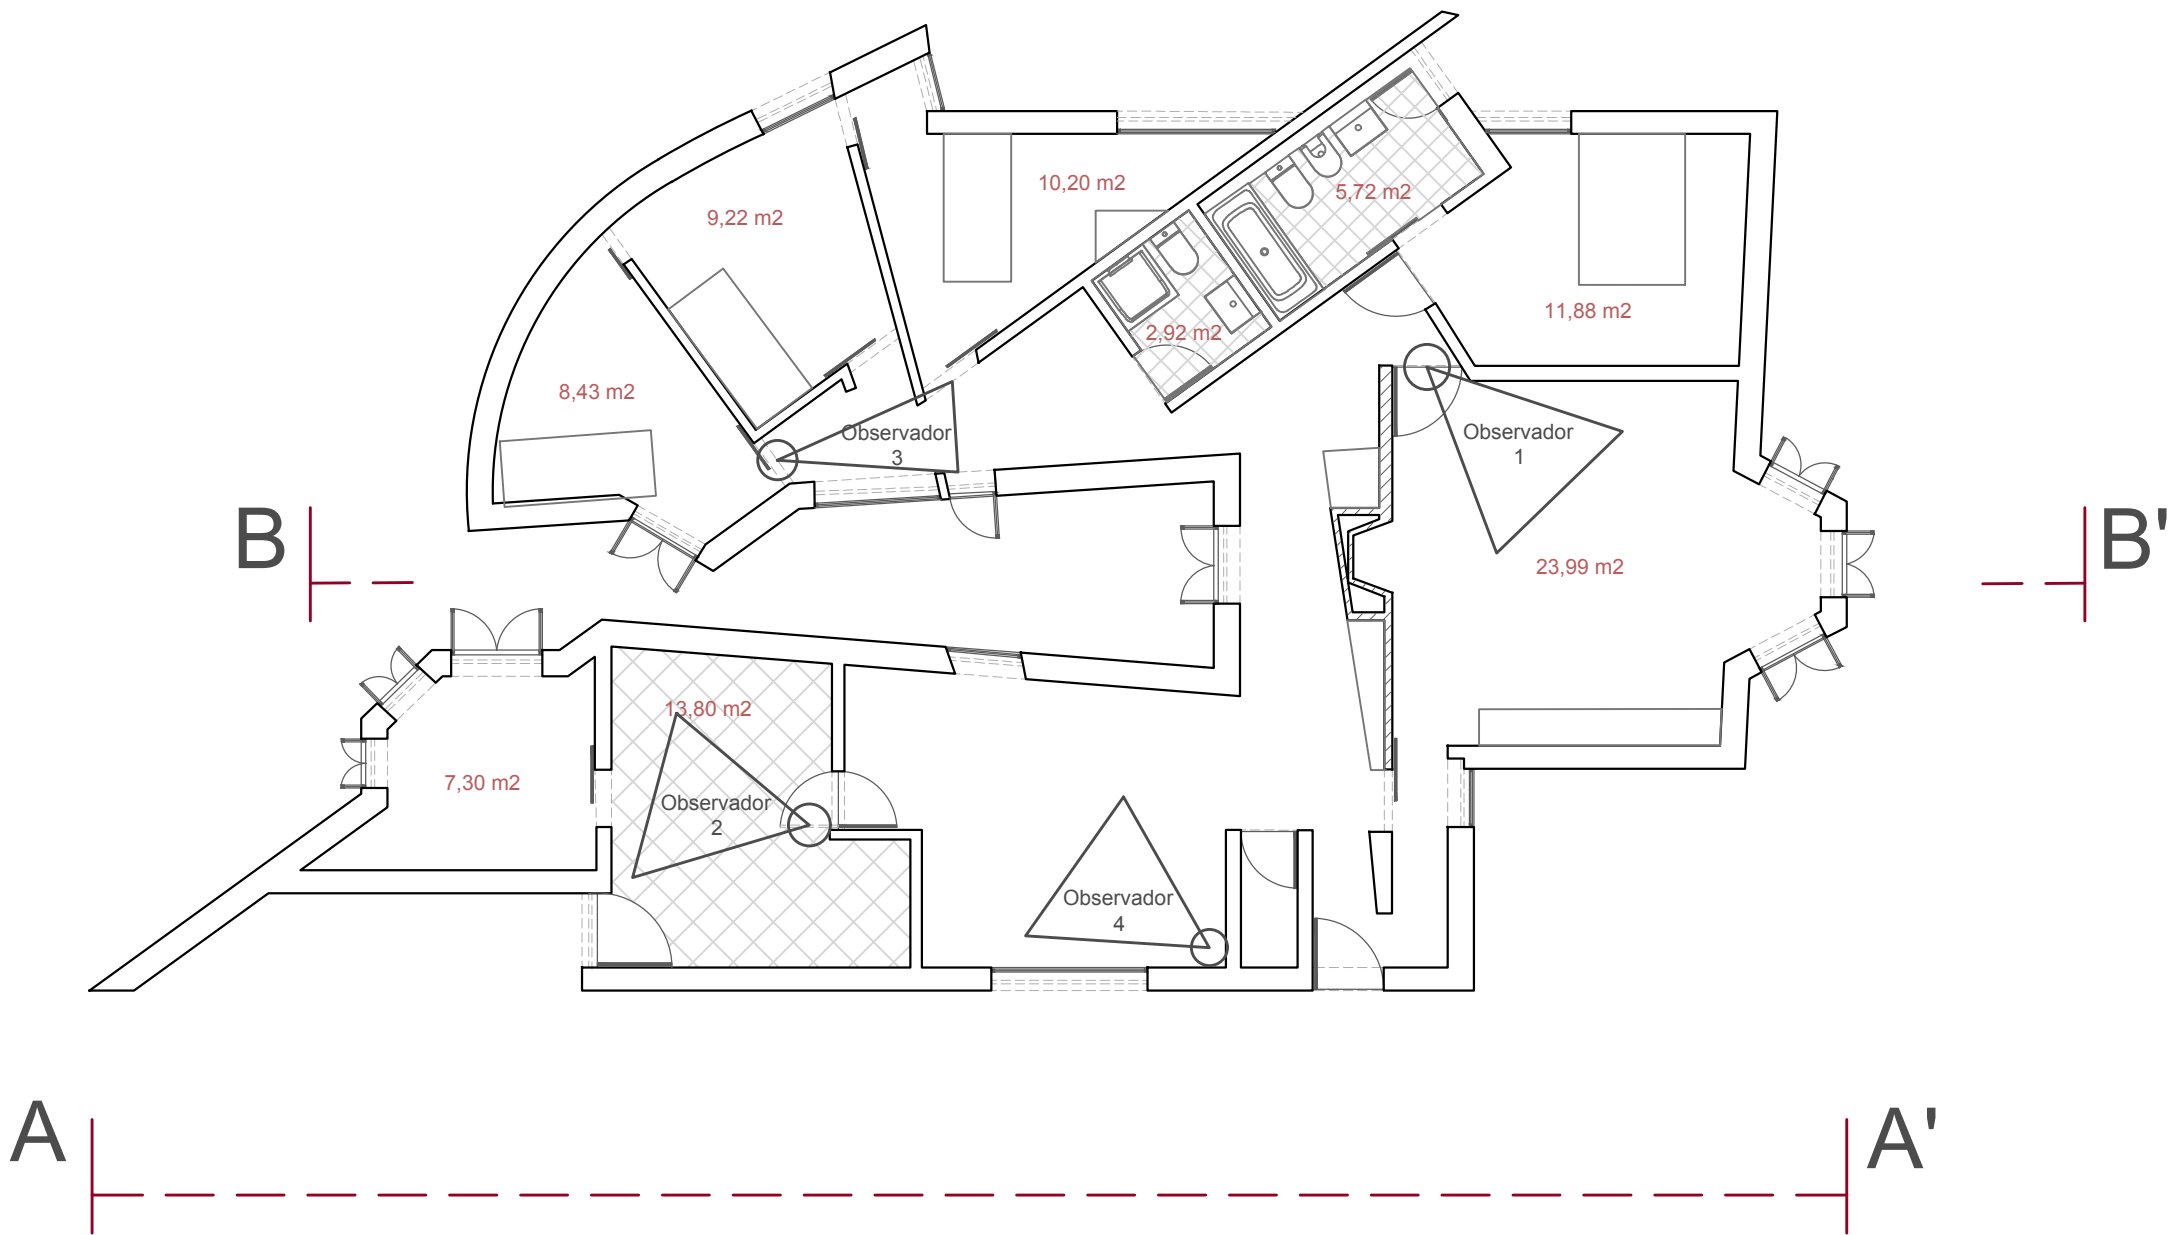 10,20 m2
5,72 m2
9,22 m2
11,88 m2
2,92 m2
8,43 m2
Observador
3
Observador
1
B
B'
23,99 m2
13,80 m2
7,30 m2
Observador
2
Observador
4
A
A'